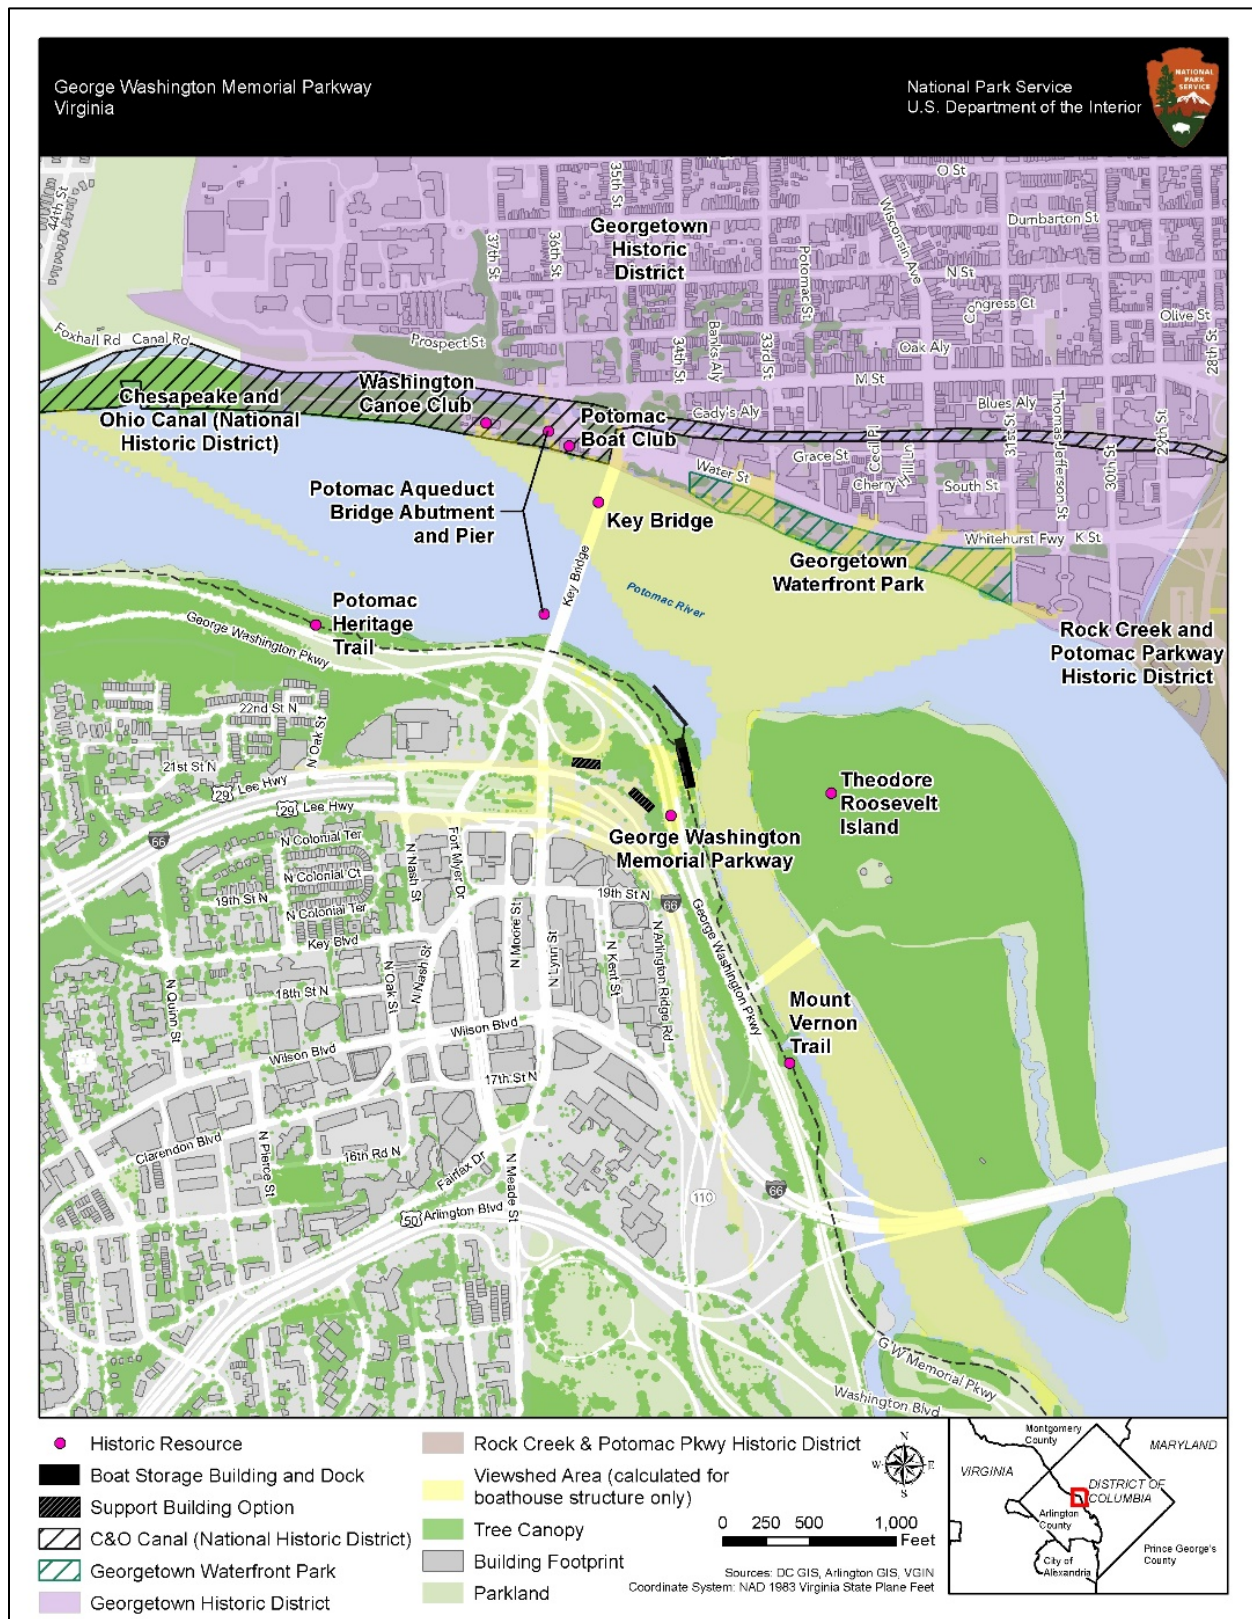 George Washington Memorial Parkway
Virginia
National Park Service
U.S. Department of the Interior
NATIONAL
PARK
SERVICE
44th St
35th St
O St
Wisconsin Ave
Dumbarton St
37th St
36th St
Georgetown
Historic
District
Potomac St
N St
Congress Ct
Olive St
28th St
Foxhall Rd
Canal Rd
Prospect St
34th St
Banks Aly
33rd St
Oak Aly
M St
Washington
Canoe Club
Chesapeake and
Ohio Canal (National
Historic District)
Potomac
Boat Club
Cady's Aly
Blues Aly
31st St
Thomas Jefferson St
30th St
29th St
Grace St
Cecil Pl
Cherry H
South St
Water St
Potomac Aqueduct
Bridge Abutment
and Pier
Key Bridge
Whitehurst Fwy
K St
Georgetown
Waterfront Park
Key Bridge
Potomac River
Potomac
Heritage
Trail
George Washington Pkwy
Rock Creek and
Potomac Parkway
Historic District
22nd St N
N Oak St
21st St N
29
Lee Hwy
29
Lee Hwy
66
Theodore
Roosevelt
Island
George Washington
Memorial Parkway
N Colonial Ter
N Colonial Ct
19th St N
N Colonial Ter
Key Blvd
N Nash St
Fort Myer Dr
19th St N
66
N Quinn St
18th St N
N Oak St
N Nash St
N Moore St
N Lynn St
N Kent St
N Arlington Ridge Rd
George Washington Pkwy
Mount
Vernon
Trail
Wilson Blvd
Wilson Blvd
17th St N
Clarendon Blvd
N Pierce St
16th Rd N
Fairfax Dr
N Meade St
50
Arlington Blvd
110
66
G W Memorial Pkwy
Washington Blvd
Historic Resource
Boat Storage Building and Dock
Support Building Option
C&O Canal (National Historic District)
Georgetown Waterfront Park
Georgetown Historic District
Rock Creek & Potomac Pkwy Historic District
Viewshed Area (calculated for
boathouse structure only)
Tree Canopy
Building Footprint
Parkland
N
W
E
S
0 250 500 1,000
Feet
Sources: DC GIS, Arlington GIS, VGIN
Coordinate System: NAD 1983 Virginia State Plane Feet
Montgomery
County
MARYLAND
VIRGINIA
DISTRICT OF
COLUMBIA
Arlington
County
City of
Alexandria
Prince George's
County